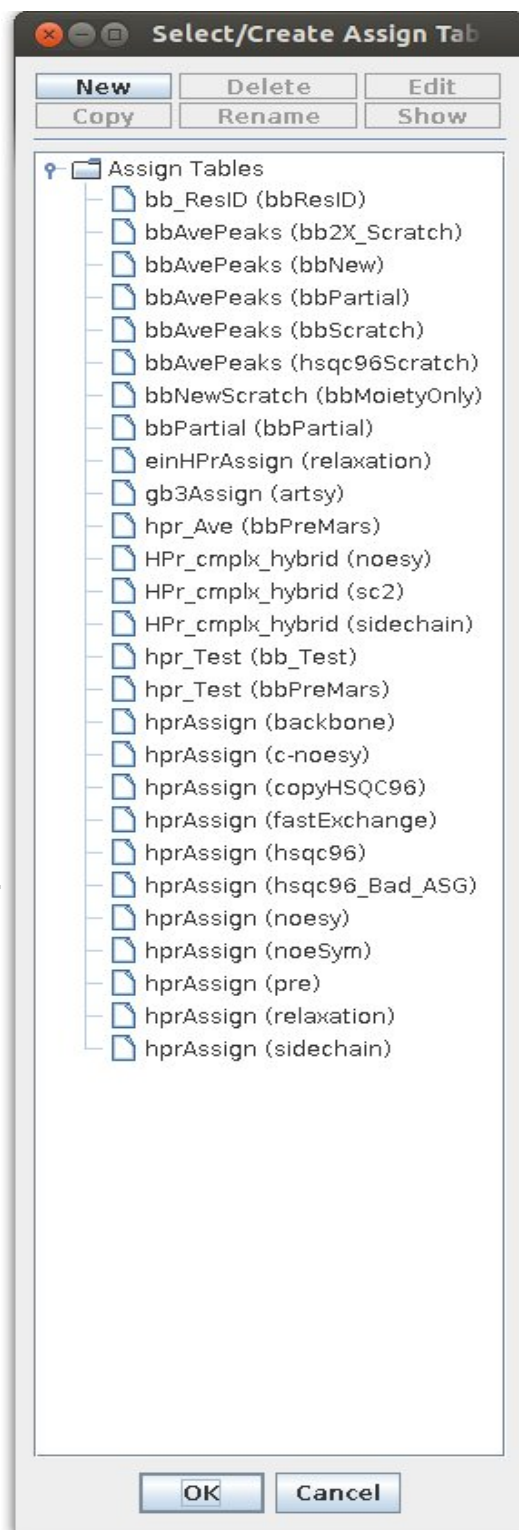 Select/Create Assign Tab
New Delete Edit
Copy Rename Show
Assign Tables
bb_ResID (bbResID)
bbAvePeaks (bb2X_Scratch)
bbAvePeaks (bbNew)
bbAvePeaks (bbPartial)
bbAvePeaks (bbScratch)
bbAvePeaks (hsqc96Scratch)
bbNewScratch (bbMoietyOnly)
bbPartial (bbPartial)
einHPrAssign (relaxation)
gb3Assign (artsy)
hpr_Ave (bbPreMars)
HPr_cmplx_hybrid (noesy)
HPr_cmplx_hybrid (sc2)
HPr_cmplx_hybrid (sidechain)
hpr_Test (bb_Test)
hpr_Test (bbPreMars)
hprAssign (backbone)
hprAssign (c-noesy)
hprAssign (copyHSQC96)
hprAssign (fastExchange)
hprAssign (hsqc96)
hprAssign (hsqc96_Bad_ASG)
hprAssign (noesy)
hprAssign (noeSym)
hprAssign (pre)
hprAssign (relaxation)
hprAssign (sidechain)
OK Cancel